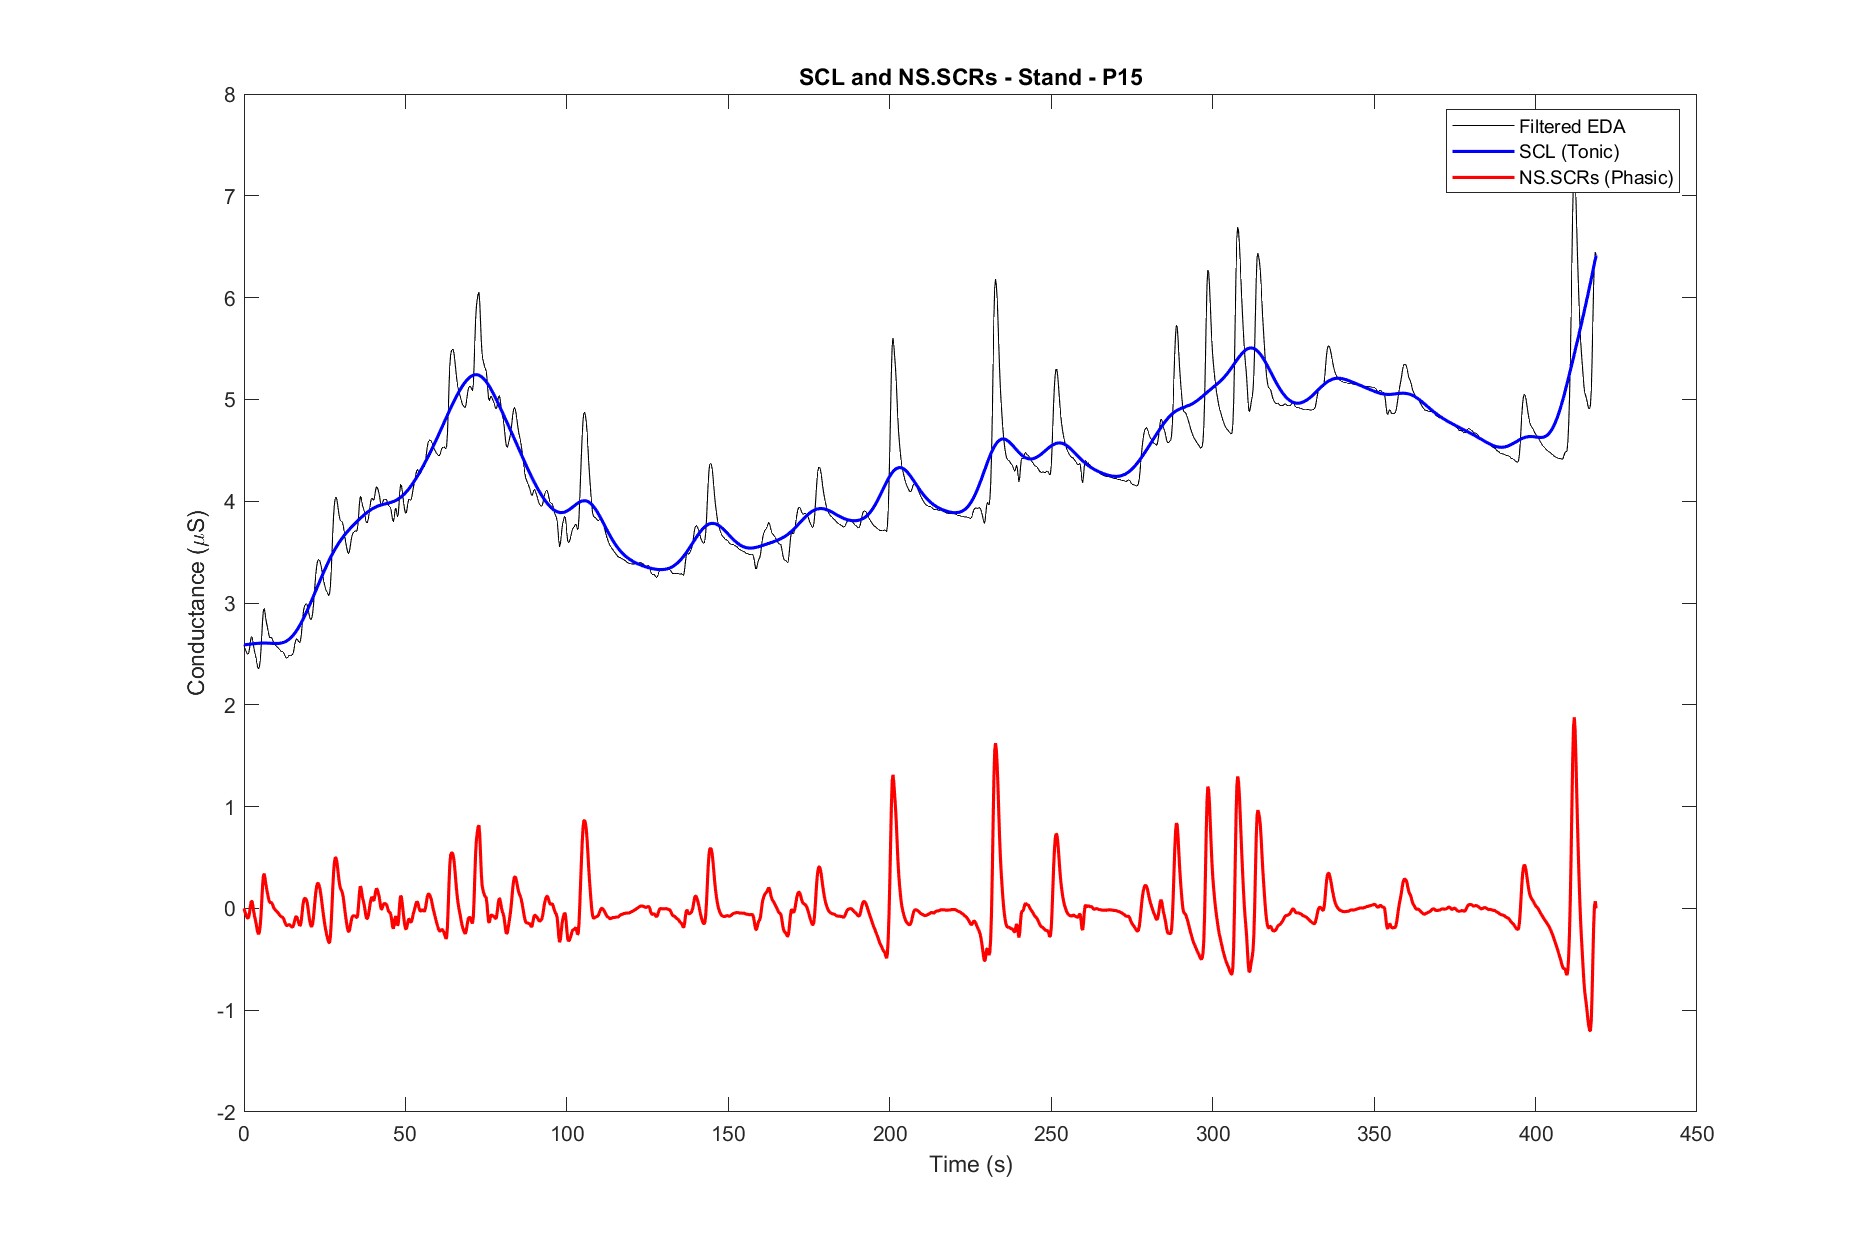 SCL and NS.SCRs - Stand - P15
Filtered EDA
SCL (Tonic)
NS.SCRs (Phasic)
Conductance (μS)
8
7
6
5
4
3
2
1
0
-1
-2
0 50 100 150 200 250 300 350 400 450
Time (s)